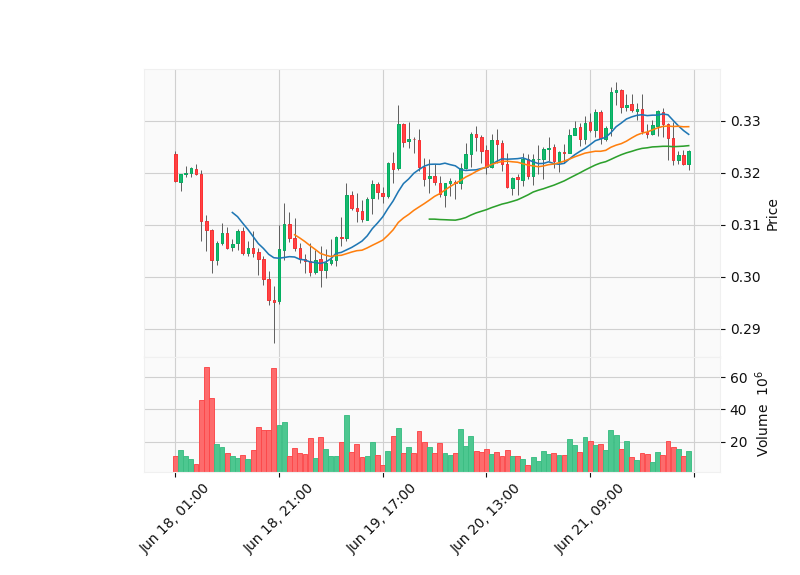 0.33
0.32
0.31
0.30
0.29
Price
60
40
20
Volume 10^6
Jun 18, 01:00
Jun 18, 21:00
Jun 19, 17:00
Jun 20, 13:00
Jun 21, 09:00